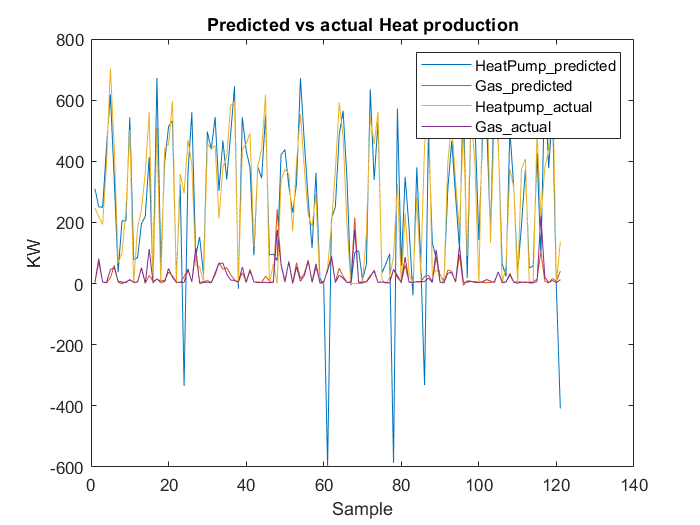 Predicted vs actual Heat production
800
600
400
200
0
-200
-400
-600
KW
HeatPump_predicted
Gas_predicted
Heatpump_actual
Gas_actual
0 20 40 60 80 100 120 140
Sample